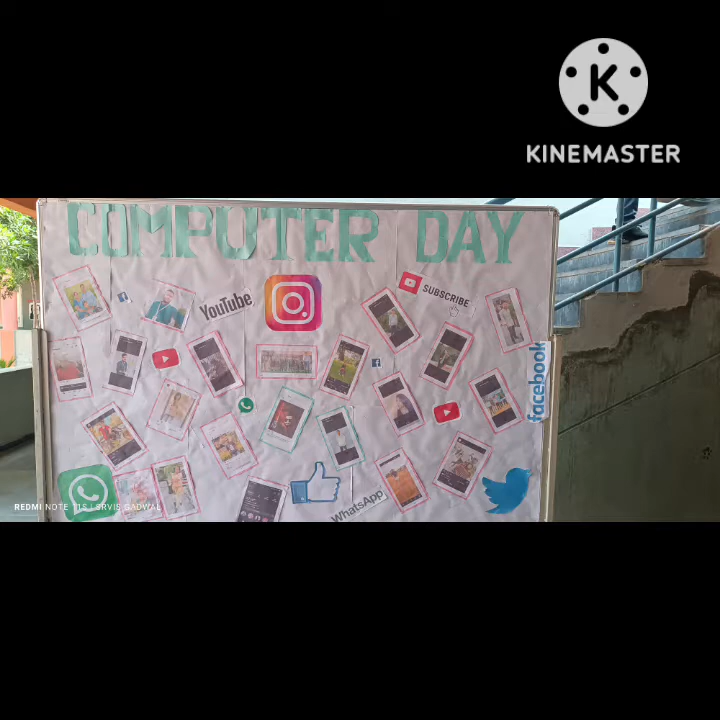 K
KINEMASTER
COMPUTER DAY
YouTube
SUBSCRIBE
facebook
WhatsApp
REDMI NOTE 11S | SRVIS GADWAL